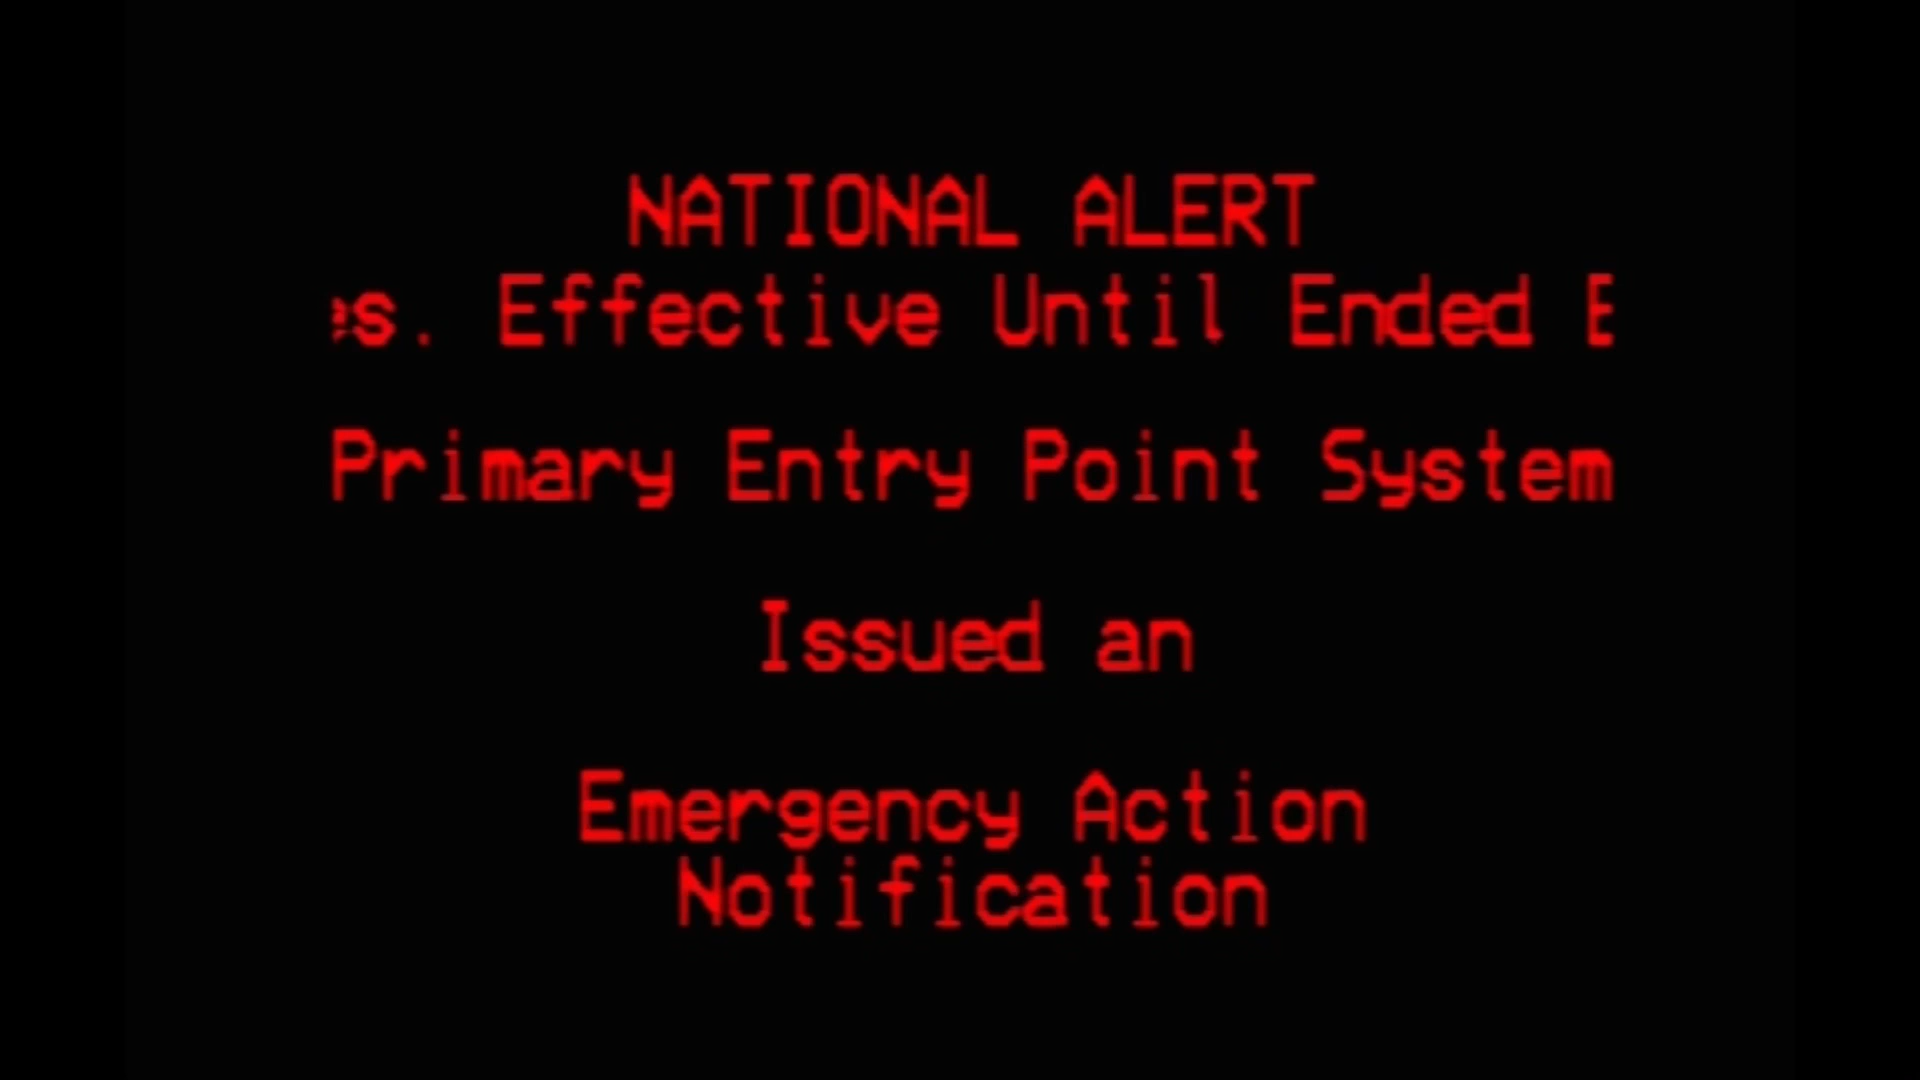 NATIONAL ALERT
s. Effective Until Ended E
Primary Entry Point System
Issued an
Emergency Action
Notification